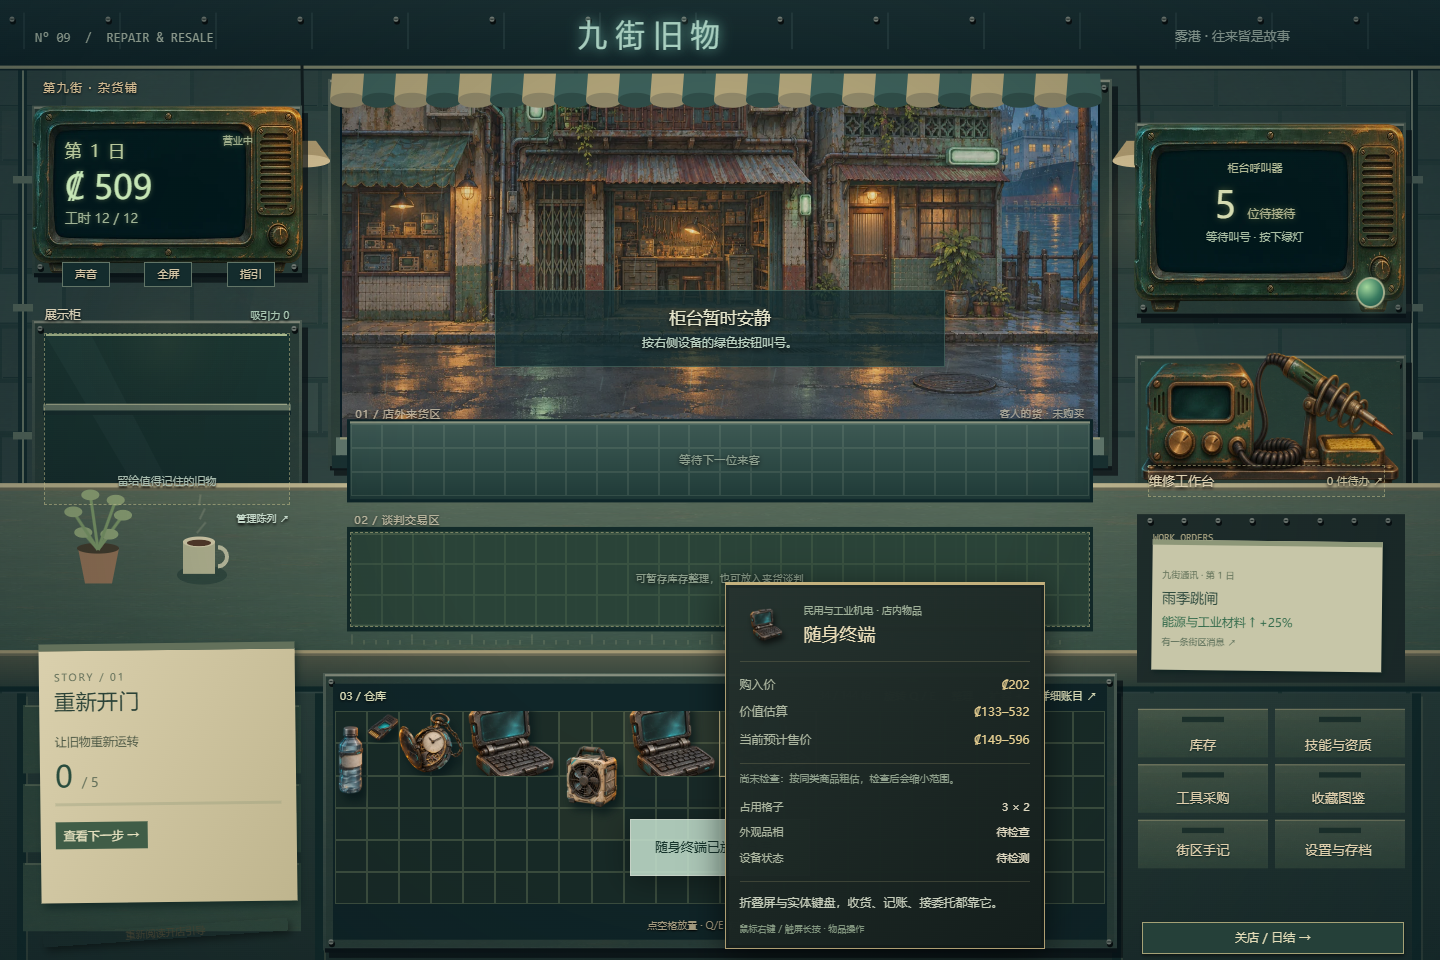 N° 09 / REPAIR & RESALE
九街旧物
雾港 · 往来皆是故事
第九街 · 杂货铺
第 1 日
营业中
₡ 509
工时 12 / 12
声音
全屏
指引
柜台呼叫器
5 位待接待
等待叫号 · 按下绿灯
展示柜
吸引力 0
留给值得记住的旧物
管理陈列 ↗
柜台暂时安静
按右侧设备的绿色按钮叫号。
01 / 店外来货区
客人的货 · 未购买
等待下一位来客
02 / 谈判交易区
可暂存库存整理，也可放入来货谈判
维修工作台
0 件待办 ↗
WORK ORDERS
九街通讯 · 第 1 日
雨季跳闸
能源与工业材料 ↑ +25%
有一条街区消息 ↗
STORY / 01
重新开门
让旧物重新运转
0 / 5
查看下一步 →
03 / 仓库
详细账目 ↗
随身终端已放
点空格放置 · Q/E
民用与工业机电 · 店内物品
随身终端
购入价
₡202
价值估算
₡133–532
当前预计售价
₡149–596
尚未检查：按同类商品粗估，检查后会缩小范围。
占用格子
3 × 2
外观品相
待检查
设备状态
待检测
折叠屏与实体键盘，收货、记账、接委托都靠它。
鼠标右键 / 触屏长按 · 物品操作
库存
技能与资质
工具采购
收藏图鉴
街区手记
设置与存档
关店 / 日结 →